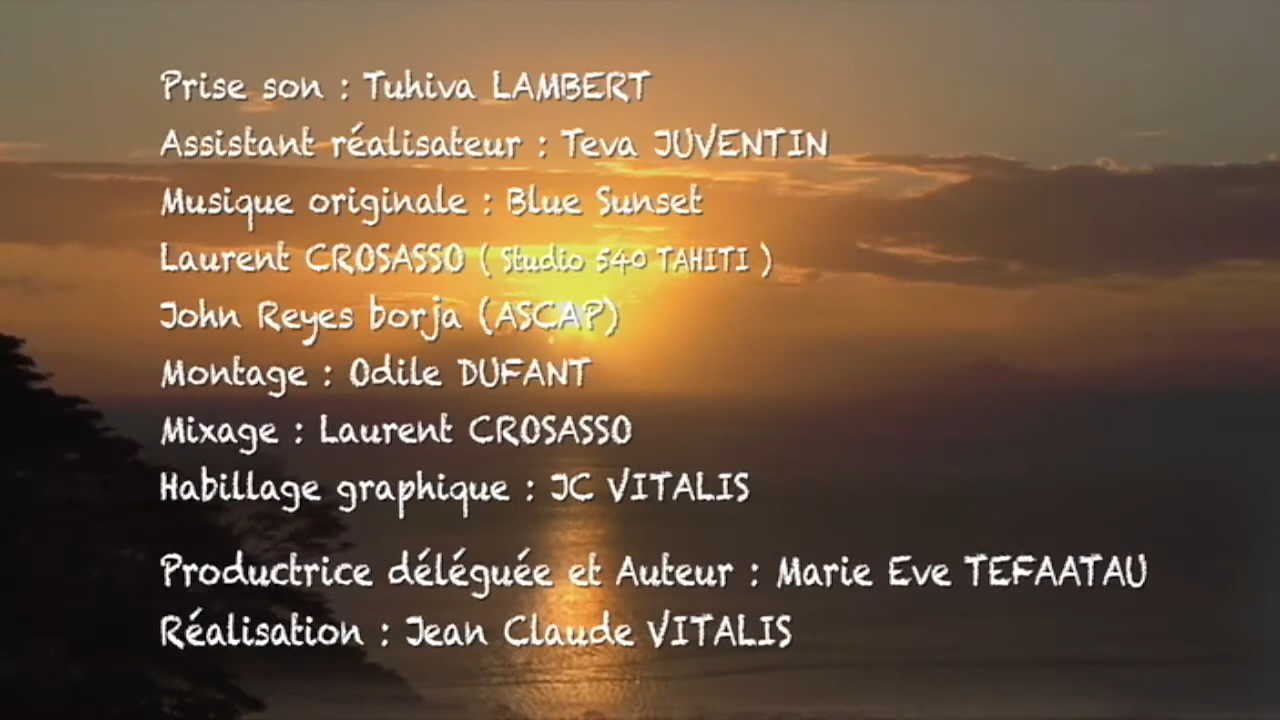 Prise son : Tuhiva LAMBERT
Assistant réalisateur : Teva JUVENTIN
Musique originale : Blue Sunset
Laurent CROSASSO ( Studio 540 TAHITI )
John Reyes borja (ASCAP)
Montage : Odile DUFANT
Mixage : Laurent CROSASSO
Habillage graphique : JC VITALIS
Productrice déléguée et Auteur : Marie Eve TEFAATAU
Réalisation : Jean Claude VITALIS